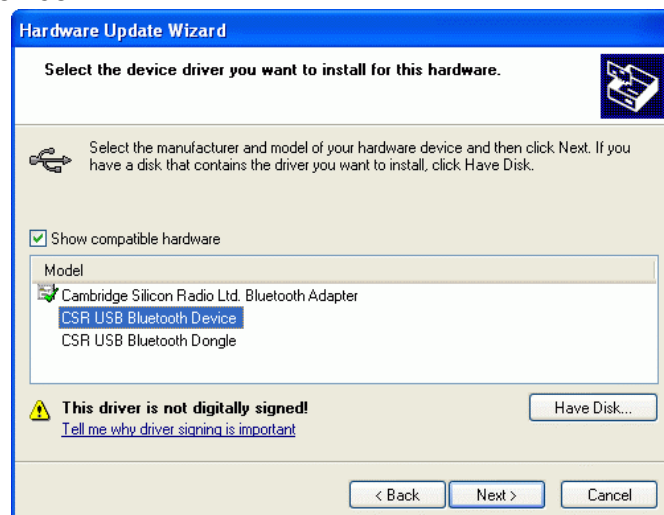 Hardware Update Wizard
Select the device driver you want to install for this hardware.
Select the manufacturer and model of your hardware device and then click Next. If you
have a disk that contains the driver you want to install, click Have Disk.
Show compatible hardware
Model
Cambridge Silicon Radio Ltd. Bluetooth Adapter
CSR USB Bluetooth Device
CSR USB Bluetooth Dongle
This driver is not digitally signed!
Have Disk...
Tell me why driver signing is important
< Back
Next >
Cancel